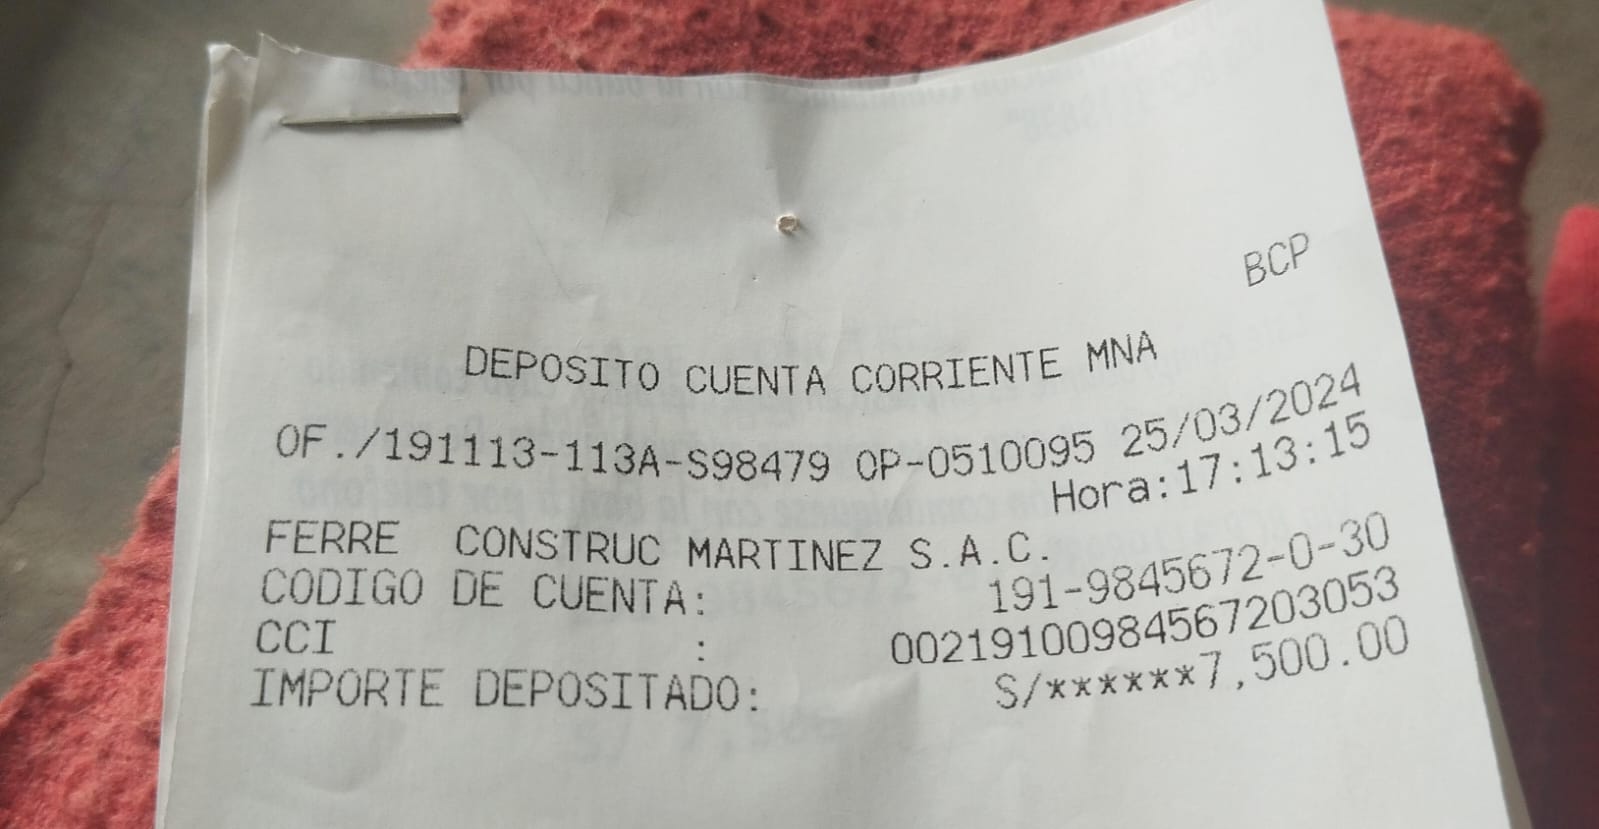 BCP
DEPOSITO CUENTA CORRIENTE MNA
OF./191113-113A-S98479 OP-0510095 25/03/2024
Hora:17:13:15
FERRE CONSTRUC MARTINEZ S.A.C.
CODIGO DE CUENTA: 191-9845672-0-30
CCI : 00219100984567203053
IMPORTE DEPOSITADO: S/******7,500.00